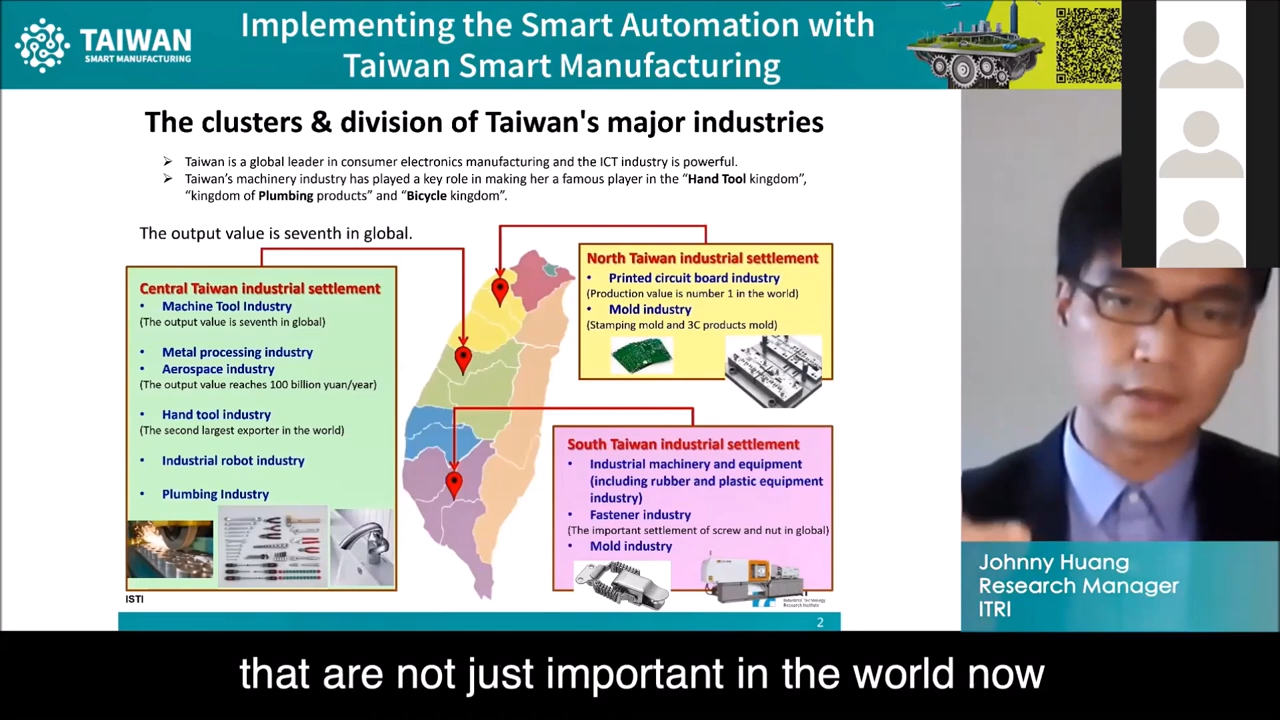 TAIWAN
SMART MANUFACTURING
Implementing the Smart Automation with
Taiwan Smart Manufacturing
The clusters & division of Taiwan's major industries
➢ Taiwan is a global leader in consumer electronics manufacturing and the ICT industry is powerful.
➢ Taiwan's machinery industry has played a key role in making her a famous player in the "Hand Tool kingdom",
"kingdom of Plumbing products" and "Bicycle kingdom".
The output value is seventh in global.
Central Taiwan industrial settlement
• Machine Tool Industry
(The output value is seventh in global)
• Metal processing industry
• Aerospace industry
(The output value reaches 100 billion yuan/year)
• Hand tool industry
(The second largest exporter in the world)
• Industrial robot industry
• Plumbing Industry
North Taiwan industrial settlement
• Printed circuit board industry
(Production value is number 1 in the world)
• Mold industry
(Stamping mold and 3C products mold)
South Taiwan industrial settlement
• Industrial machinery and equipment
(including rubber and plastic equipment
industry)
• Fastener industry
(The important settlement of screw and nut in global)
• Mold industry
ISTI
Research Institute
2
Johnny Huang
Research Manager
ITRI
that are not just important in the world now